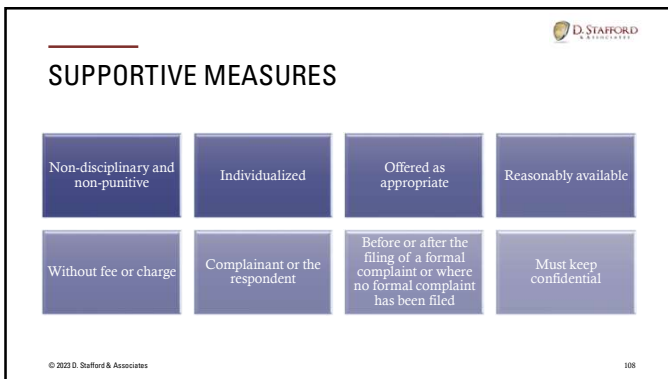 D. STAFFORD
& ASSOCIATES
SUPPORTIVE MEASURES
Non-disciplinary and
non-punitive
Individualized
Offered as
appropriate
Reasonably available
Without fee or charge
Complainant or the
respondent
Before or after the
filing of a formal
complaint or where
no formal complaint
has been filed
Must keep
confidential
© 2023 D. Stafford & Associates
108